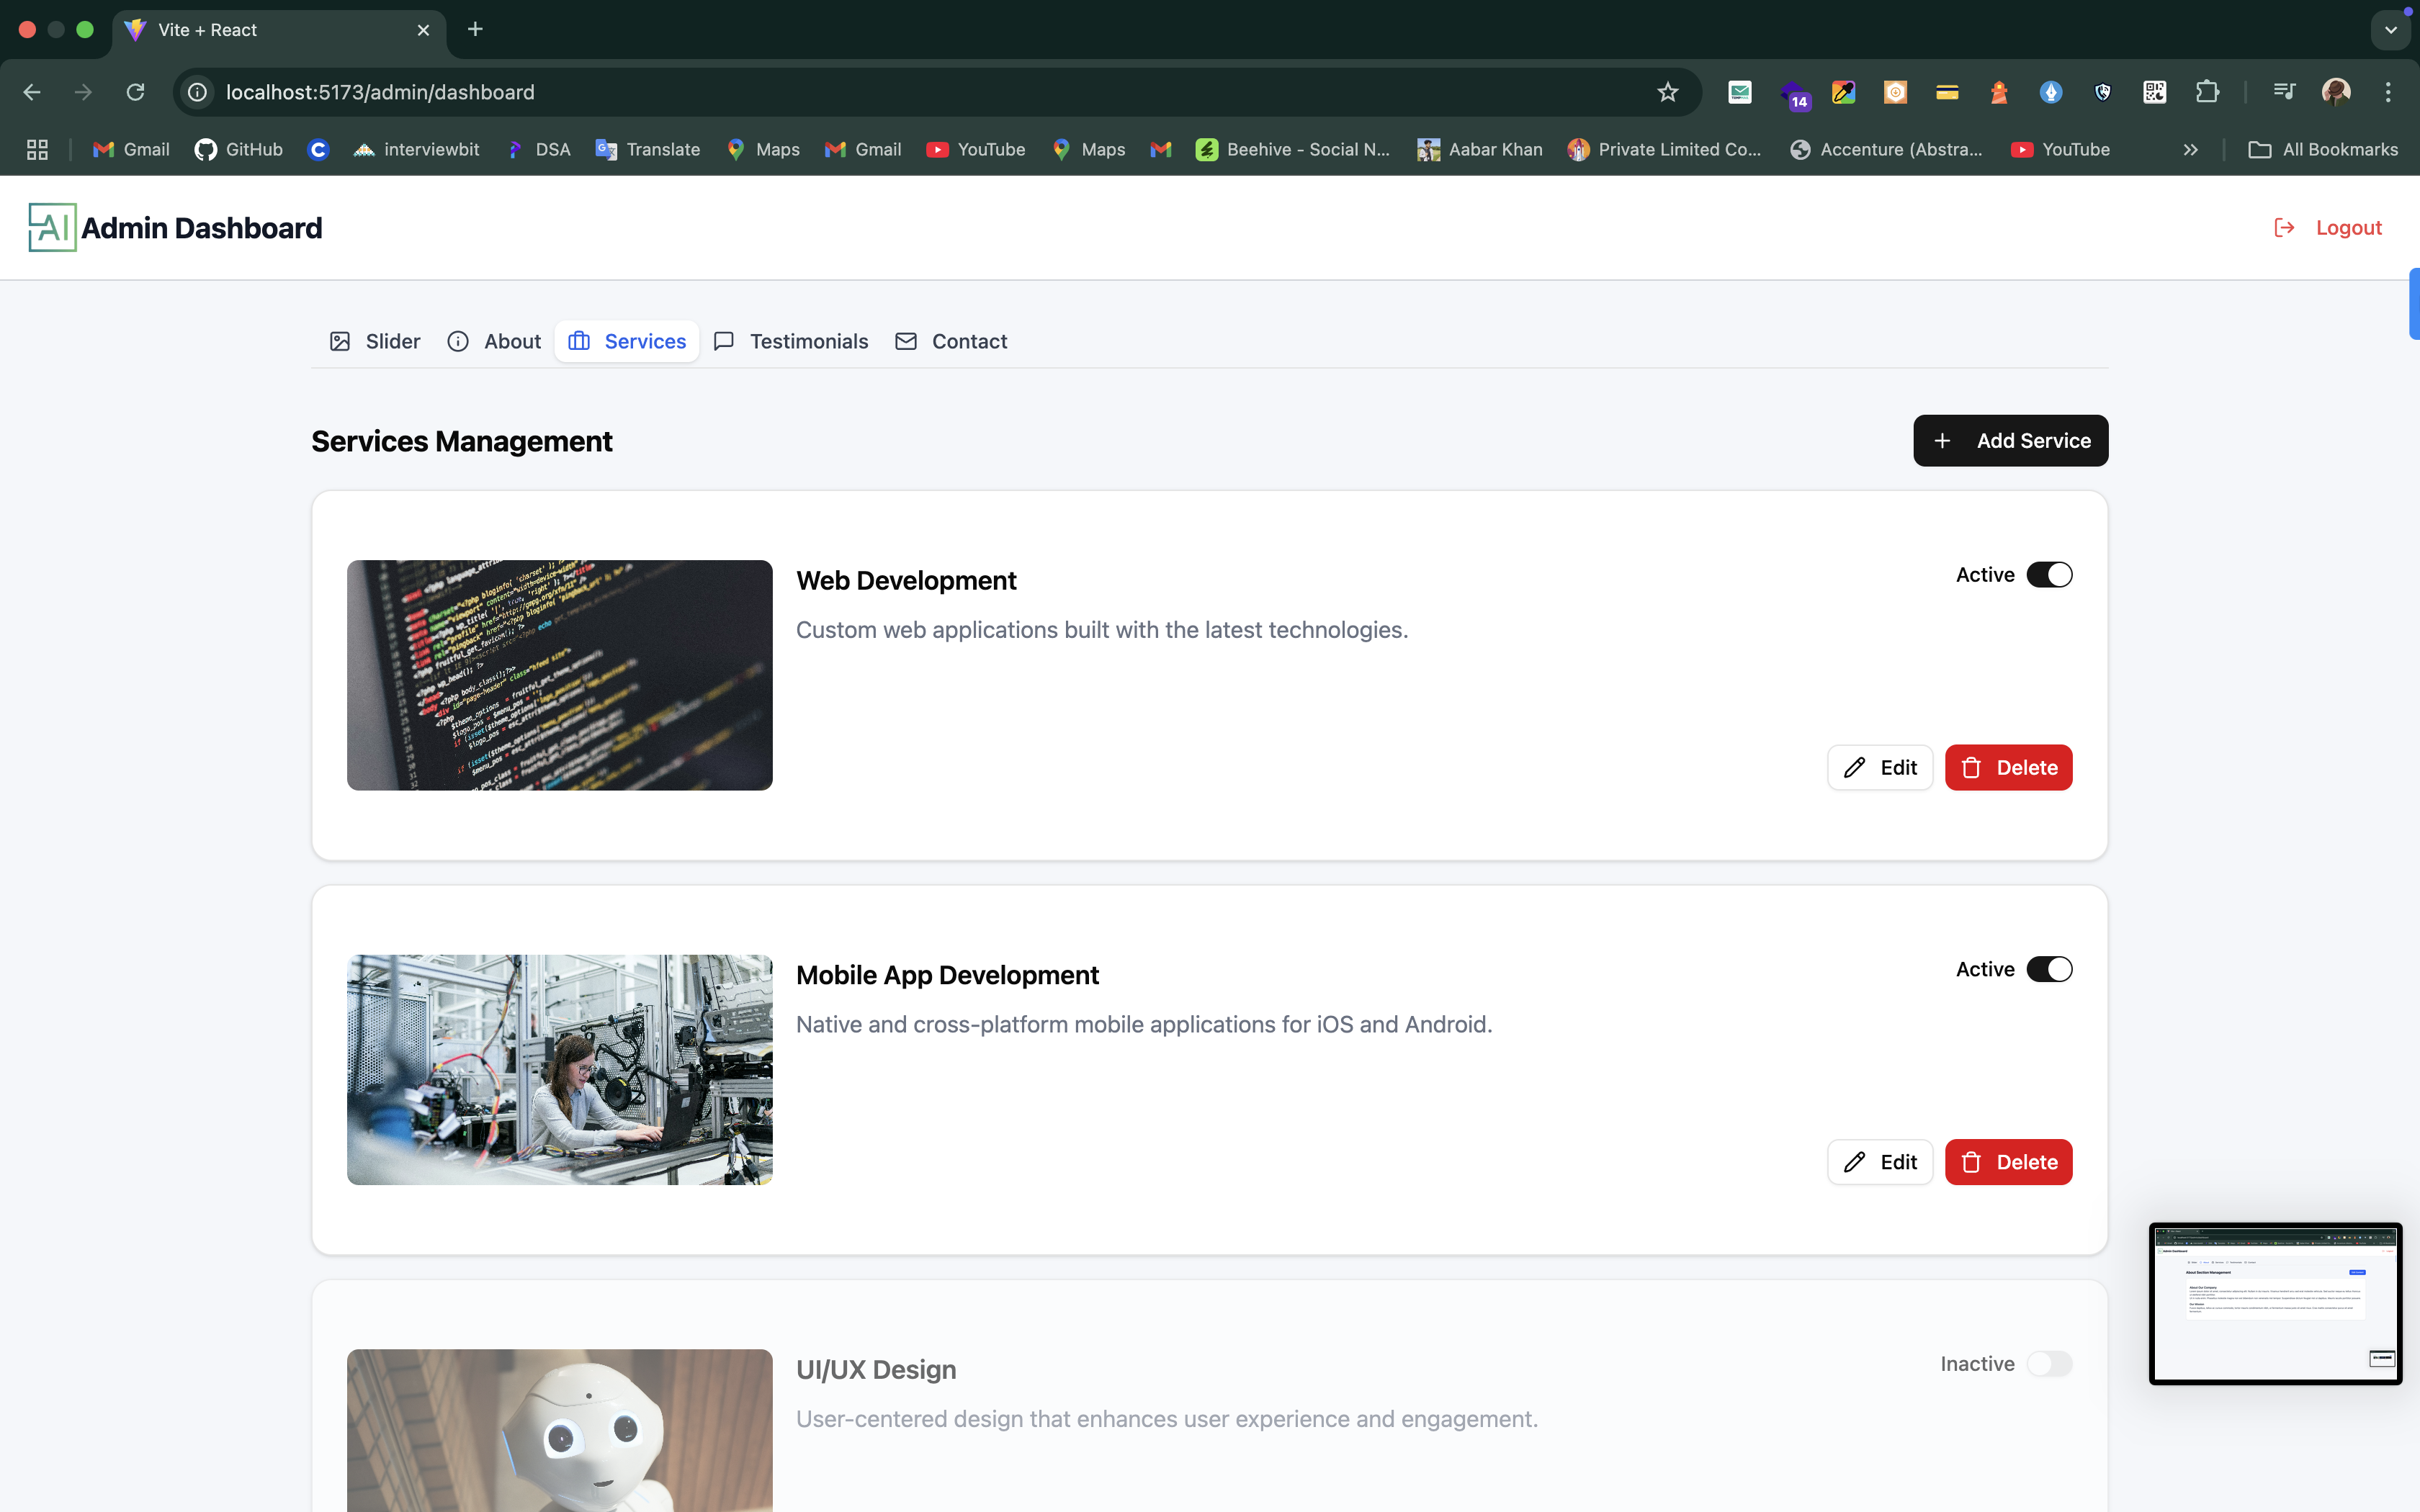 Vite + React
localhost:5173/admin/dashboard
14
Gmail GitHub interviewbit DSA Translate Maps Gmail YouTube Maps Beehive - Social N... Aabar Khan Private Limited Co... Accenture (Abstra... YouTube All Bookmarks
AI Admin Dashboard
Logout
Slider About Services Testimonials Contact
Services Management
Add Service
Web Development
Active
Custom web applications built with the latest technologies.
Edit Delete
Mobile App Development
Active
Native and cross-platform mobile applications for iOS and Android.
Edit Delete
UI/UX Design
Inactive
User-centered design that enhances user experience and engagement.